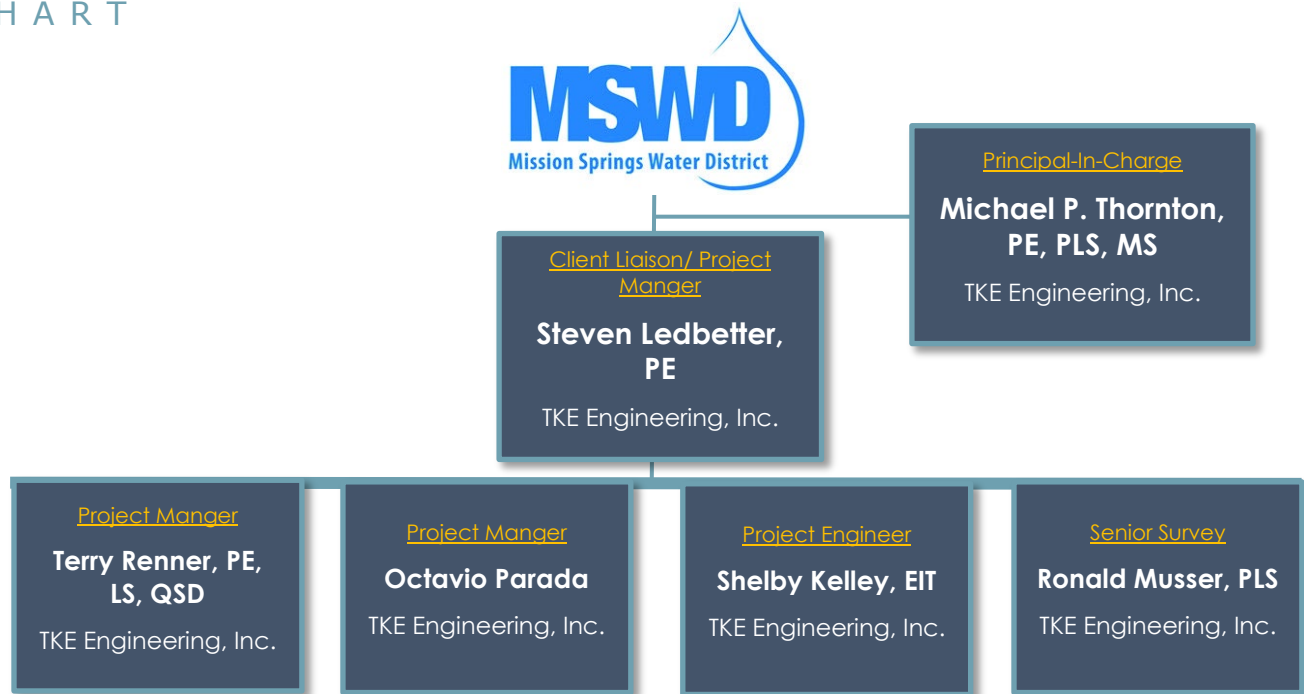 HART
MSWD
Mission Springs Water District
Principal-In-Charge
Michael P. Thornton,
PE, PLS, MS
TKE Engineering, Inc.
Client Liaison/ Project
Manger
Steven Ledbetter,
PE
TKE Engineering, Inc.
Project Manger
Terry Renner, PE,
LS, QSD
TKE Engineering, Inc.
Project Manger
Octavio Parada
TKE Engineering, Inc.
Project Engineer
Shelby Kelley, EIT
TKE Engineering, Inc.
Senior Survey
Ronald Musser, PLS
TKE Engineering, Inc.